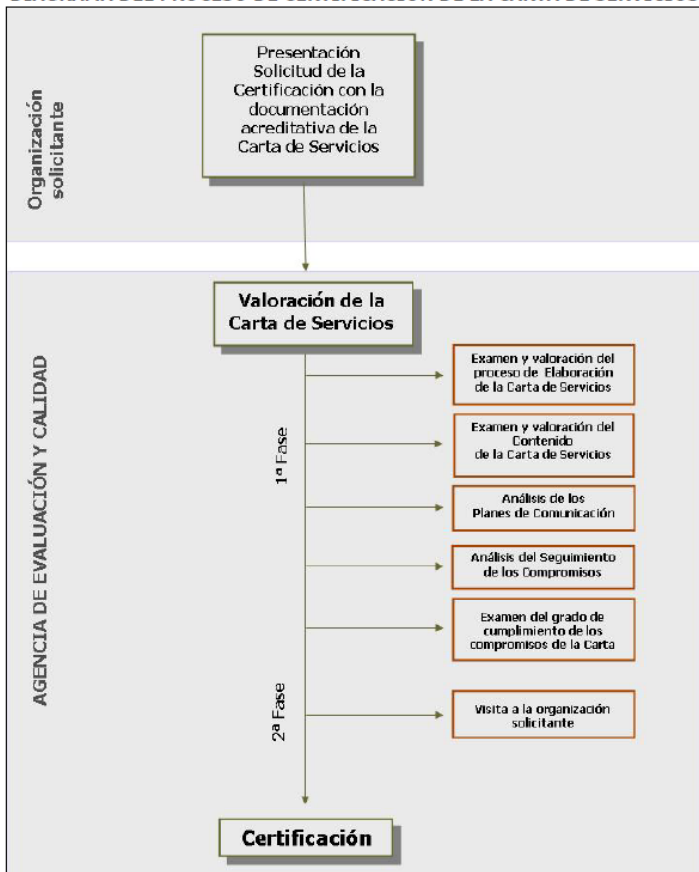 Presentación
Solicitud de la
Certificación con la
documentación
acreditativa de la
Carta de Servicios
Organización
solicitante
Valoración de la
Carta de Servicios
AGENCIA DE EVALUACIÓN Y CALIDAD
1ª Fase
Examen y valoración del
proceso de Elaboración
de la Carta de Servicios
Examen y valoración del
Contenido
de la Carta de Servicios
Análisis de los
Planes de Comunicación
Análisis del Seguimiento
de los Compromisos
Examen del grado de
cumplimiento de los
compromisos de la Carta
2ª Fase
Visita a la organización
solicitante
Certificación